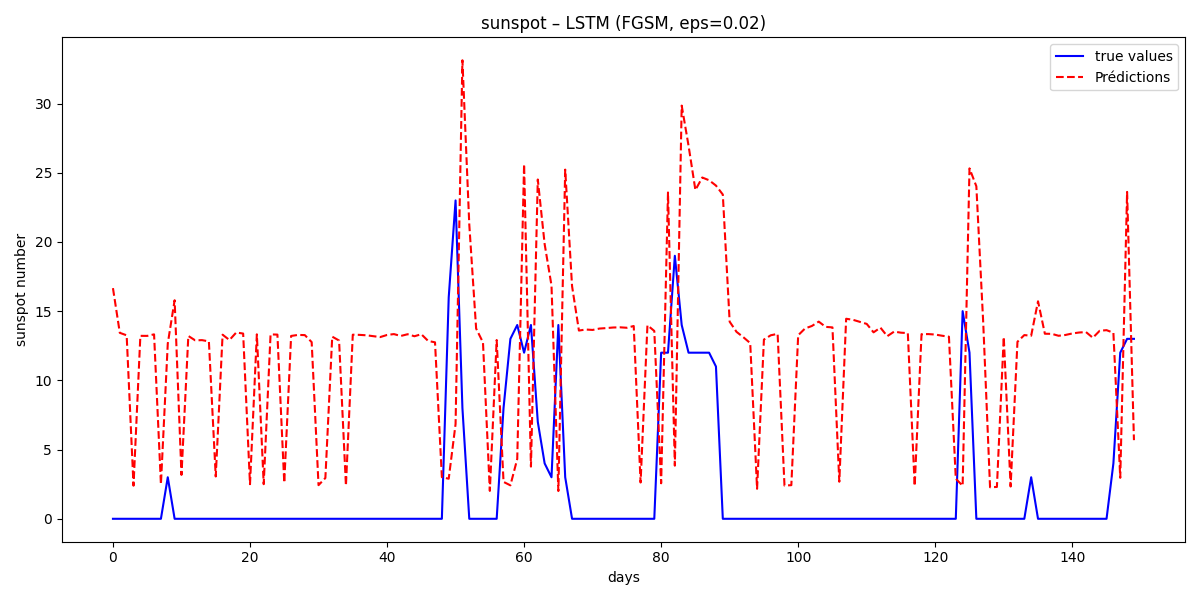 sunspot – LSTM (FGSM, eps=0.02)
true values
Prédictions
sunspot number
30
25
20
15
10
5
0
0 20 40 60 80 100 120 140
days